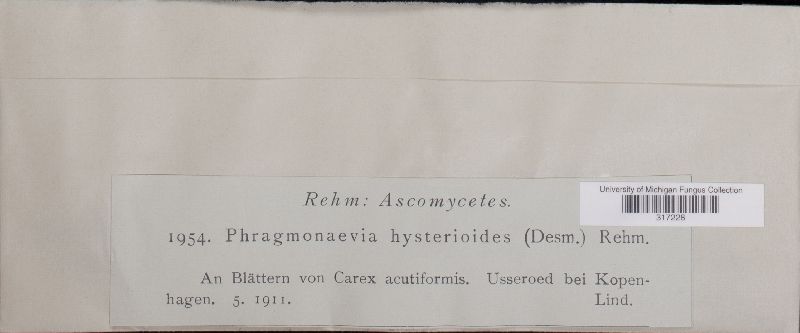 Rehm: Ascomycetes.
University of Michigan Fungus Collection
317228
1954. Phragmonaevia hysterioides (Desm.) Rehm.
An Blättern von Carex acutiformis. Usseroed bei Kopen-
hagen. 5. 1911. Lind.